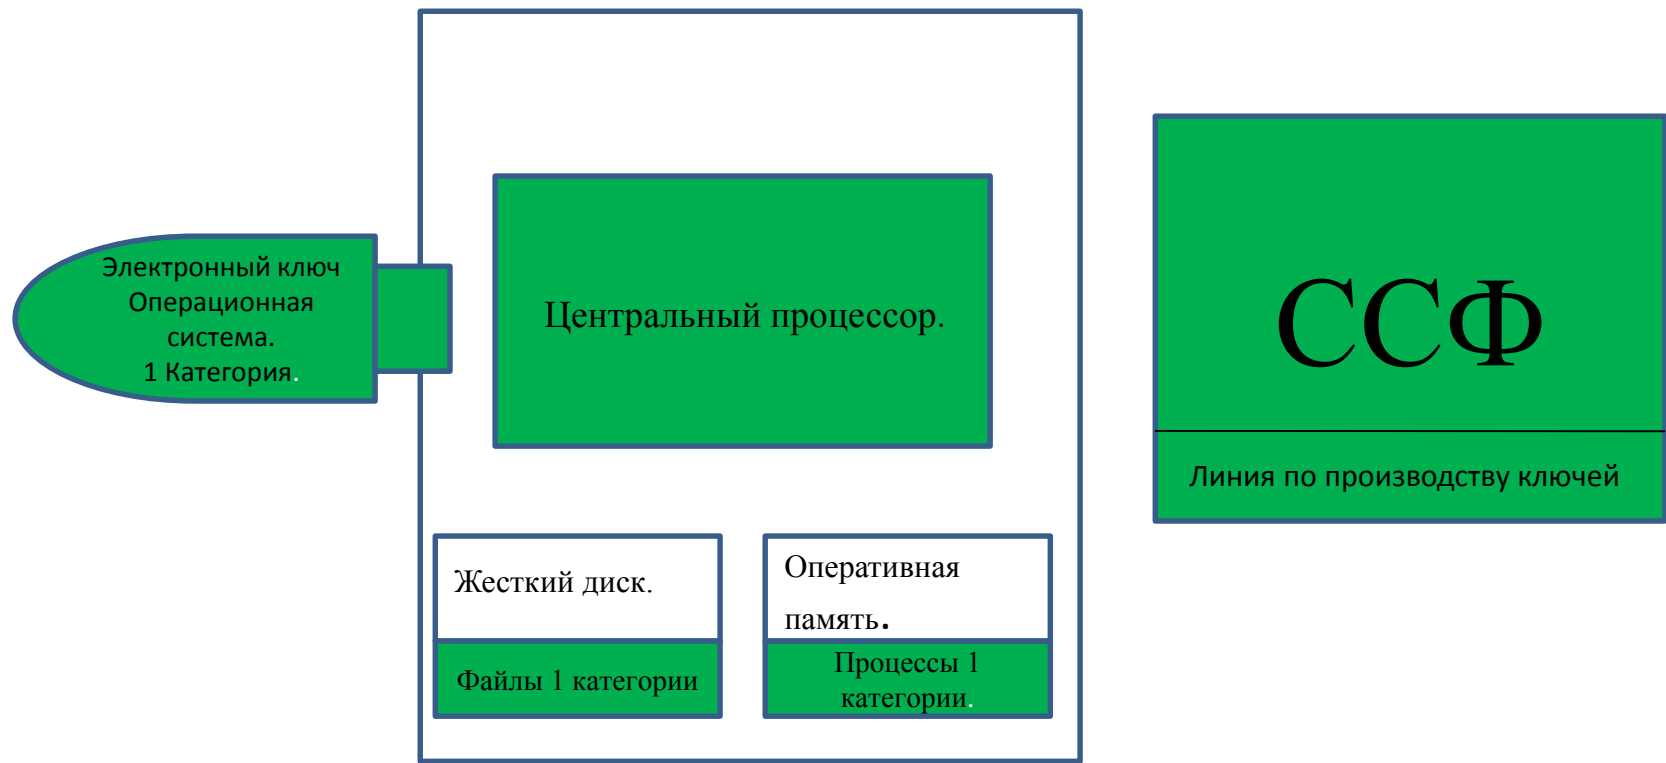 Электронный ключ
Операционная
система.
1 Категория.
Центральный процессор.
ССФ
Линия по производству ключей
Жесткий диск.
Файлы 1 категории
Оперативная
память.
Процессы 1
категории.